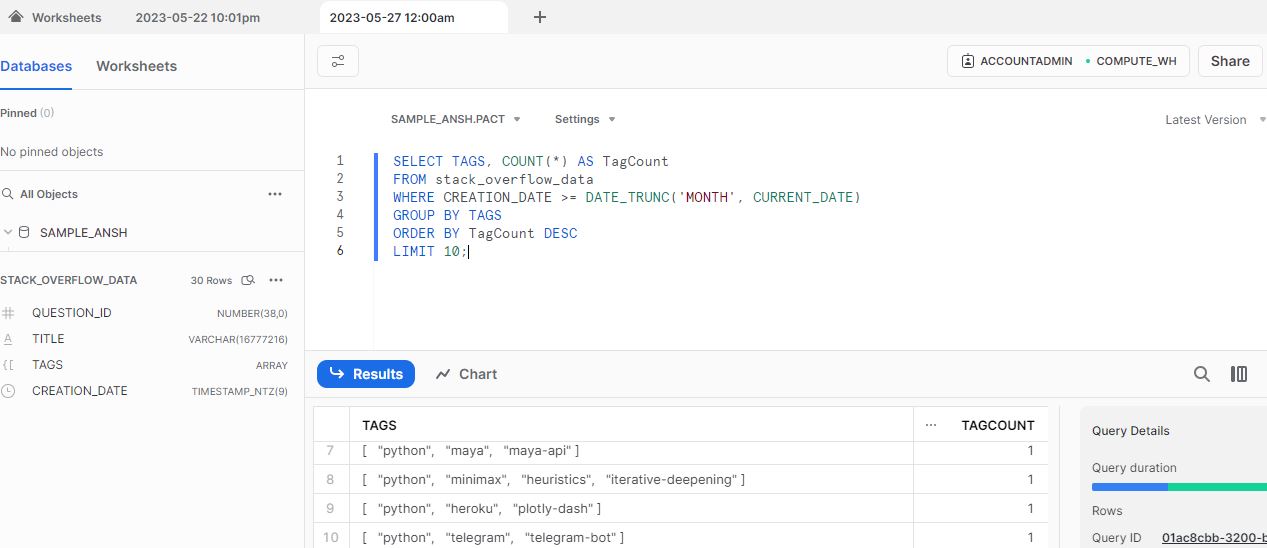 Worksheets 2023-05-22 10:01pm 2023-05-27 12:00am +
Databases Worksheets
ACCOUNTADMIN • COMPUTE_WH Share
Pinned (0)
No pinned objects
All Objects ...
SAMPLE_ANSH
STACK_OVERFLOW_DATA 30 Rows ...
QUESTION_ID NUMBER(38,0)
TITLE VARCHAR(16777216)
TAGS ARRAY
CREATION_DATE TIMESTAMP_NTZ(9)
SAMPLE_ANSH.PACT Settings Latest Version
1 SELECT TAGS, COUNT(*) AS TagCount
2 FROM stack_overflow_data
3 WHERE CREATION_DATE >= DATE_TRUNC('MONTH', CURRENT_DATE)
4 GROUP BY TAGS
5 ORDER BY TagCount DESC
6 LIMIT 10;
Results Chart
TAGS ... TAGCOUNT
7 [ "python", "maya", "maya-api" ] 1
8 [ "python", "minimax", "heuristics", "iterative-deepening" ] 1
9 [ "python", "heroku", "plotly-dash" ] 1
10 [ "python", "telegram", "telegram-bot" ] 1
Query Details
Query duration
Rows
Query ID 01ac8cbb-3200-b